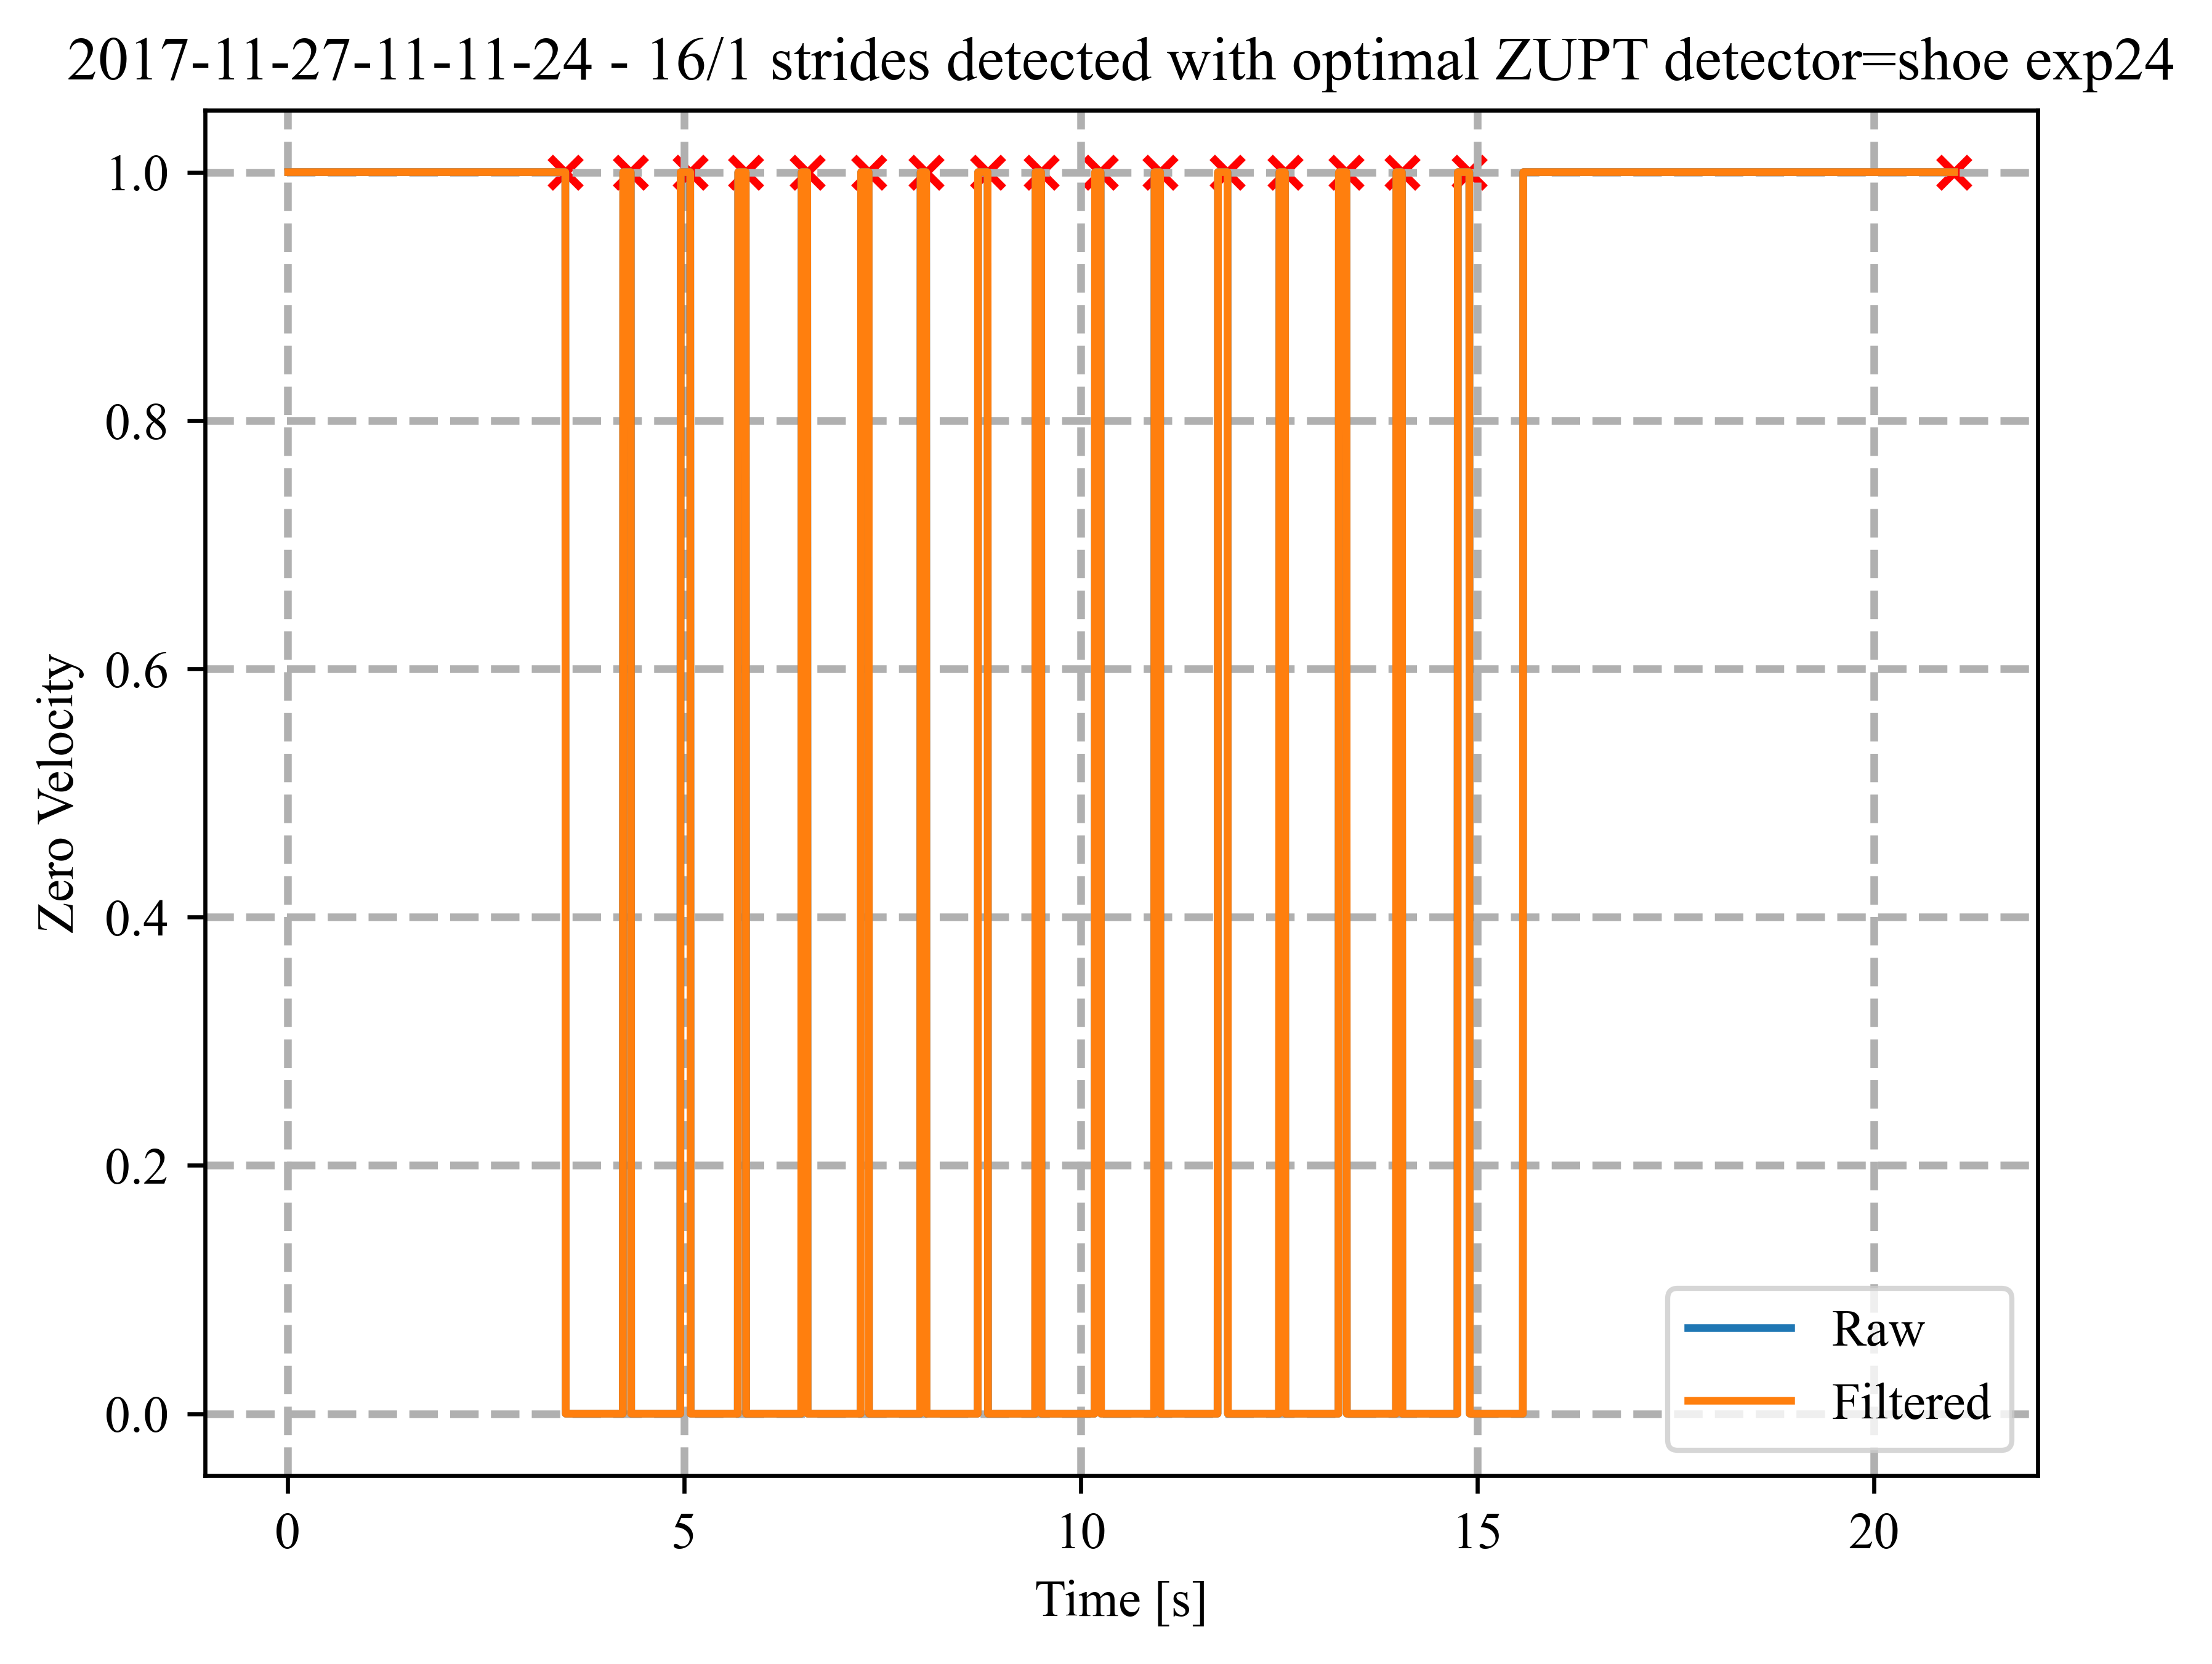 2017-11-27-11-11-24 - 16/1 strides detected with optimal ZUPT detector=shoe exp24
1.0
0.8
0.6
0.4
0.2
0.0
Zero Velocity
0 5 10 15 20
Time [s]
Raw
Filtered